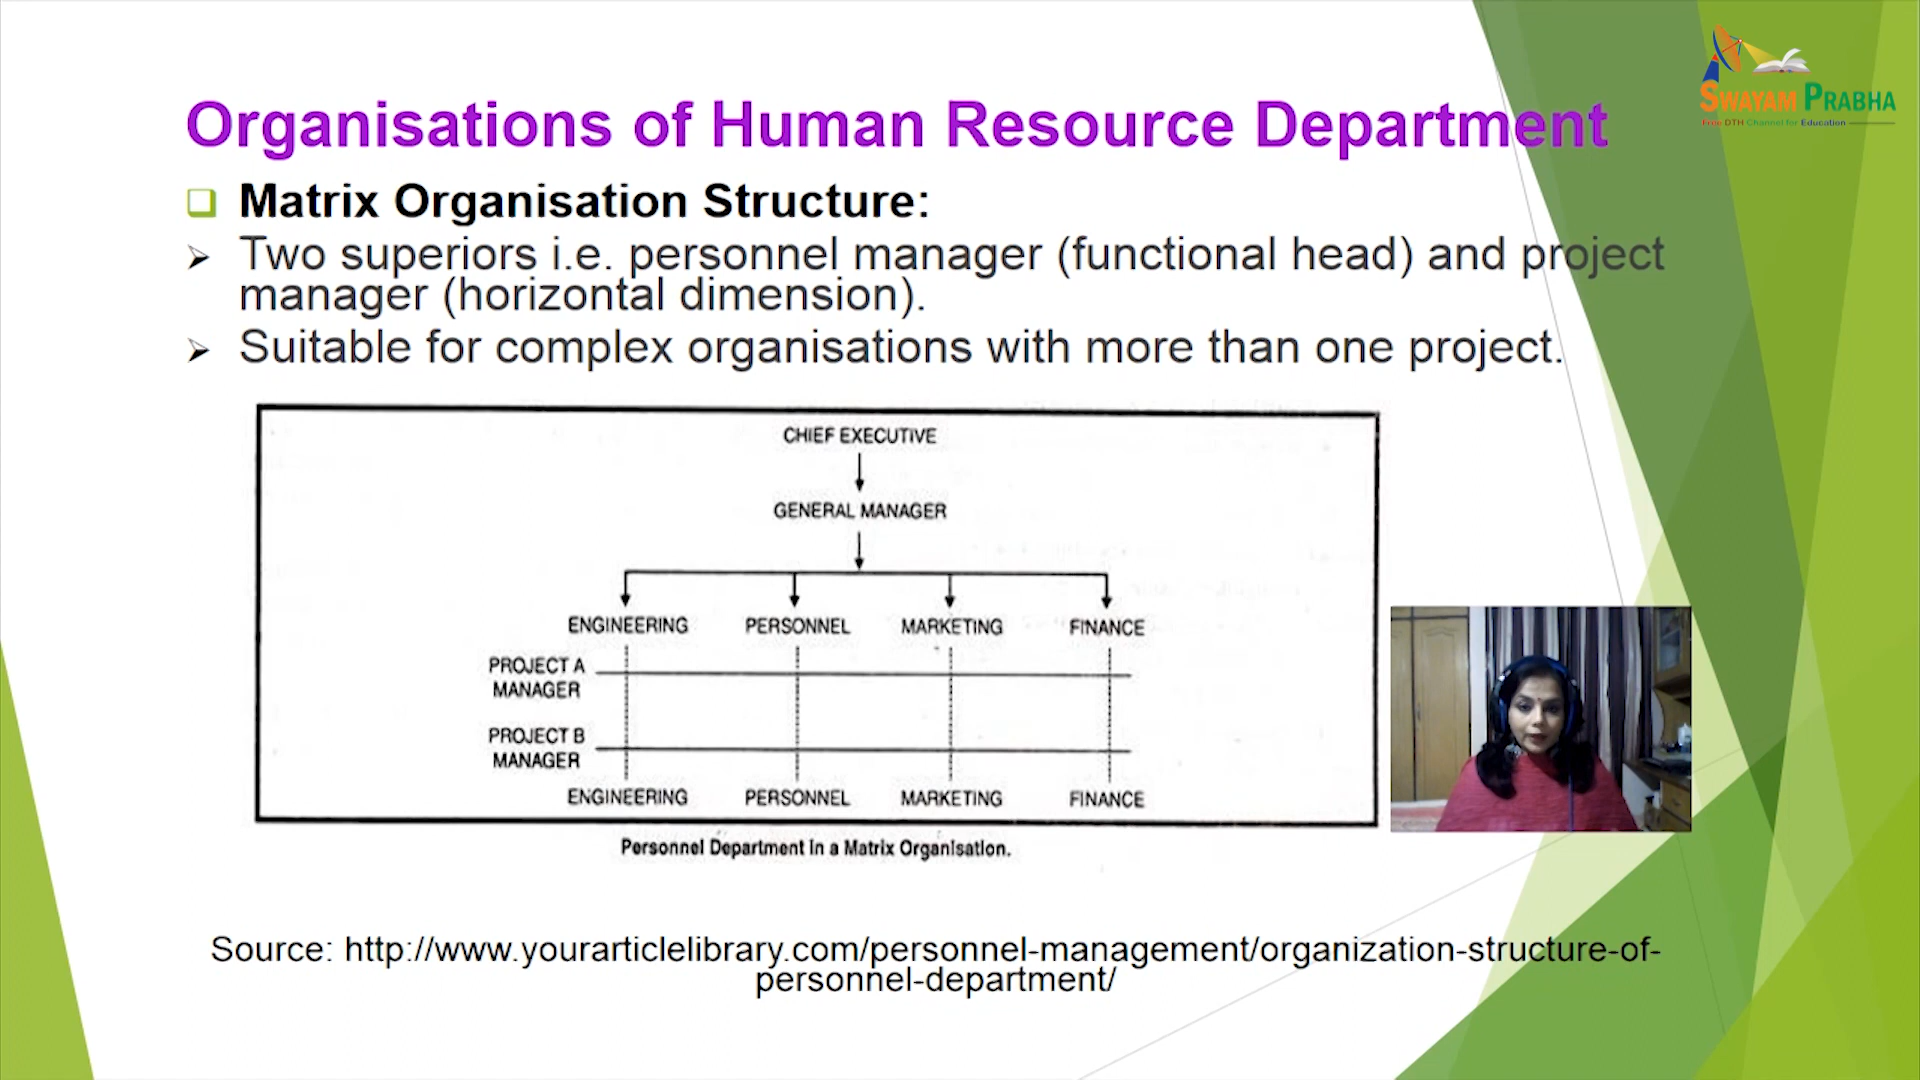 SWAYAM PRABHA
Free DTH Channel for Education
Organisations of Human Resource Department
Matrix Organisation Structure:
Two superiors i.e. personnel manager (functional head) and project
manager (horizontal dimension).
Suitable for complex organisations with more than one project.
CHIEF EXECUTIVE
GENERAL MANAGER
ENGINEERING PERSONNEL MARKETING FINANCE
PROJECT A
MANAGER
PROJECT B
MANAGER
ENGINEERING PERSONNEL MARKETING FINANCE
Personnel Department in a Matrix Organisation.
Source: http://www.yourarticlelibrary.com/personnel-management/organization-structure-of-
personnel-department/